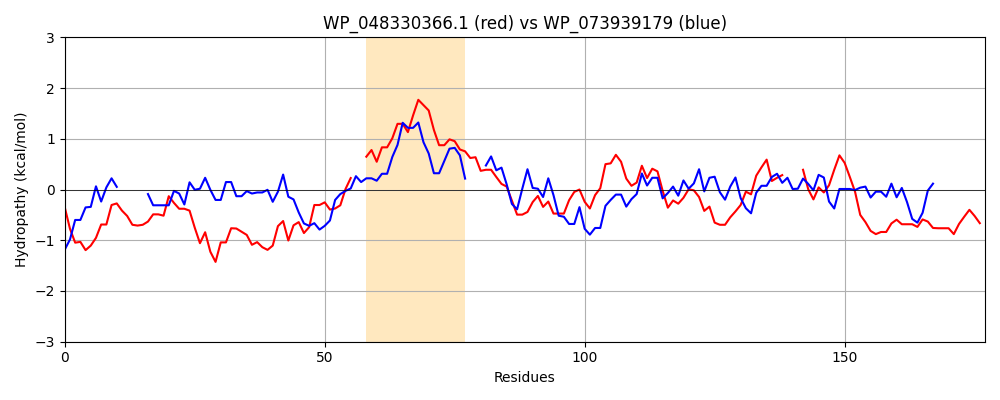 WP_048330366.1 (red) vs WP_073939179 (blue)
Hydropathy (kcal/mol)
3
2
1
0
−1
−2
−3
0 50 100 150
Residues